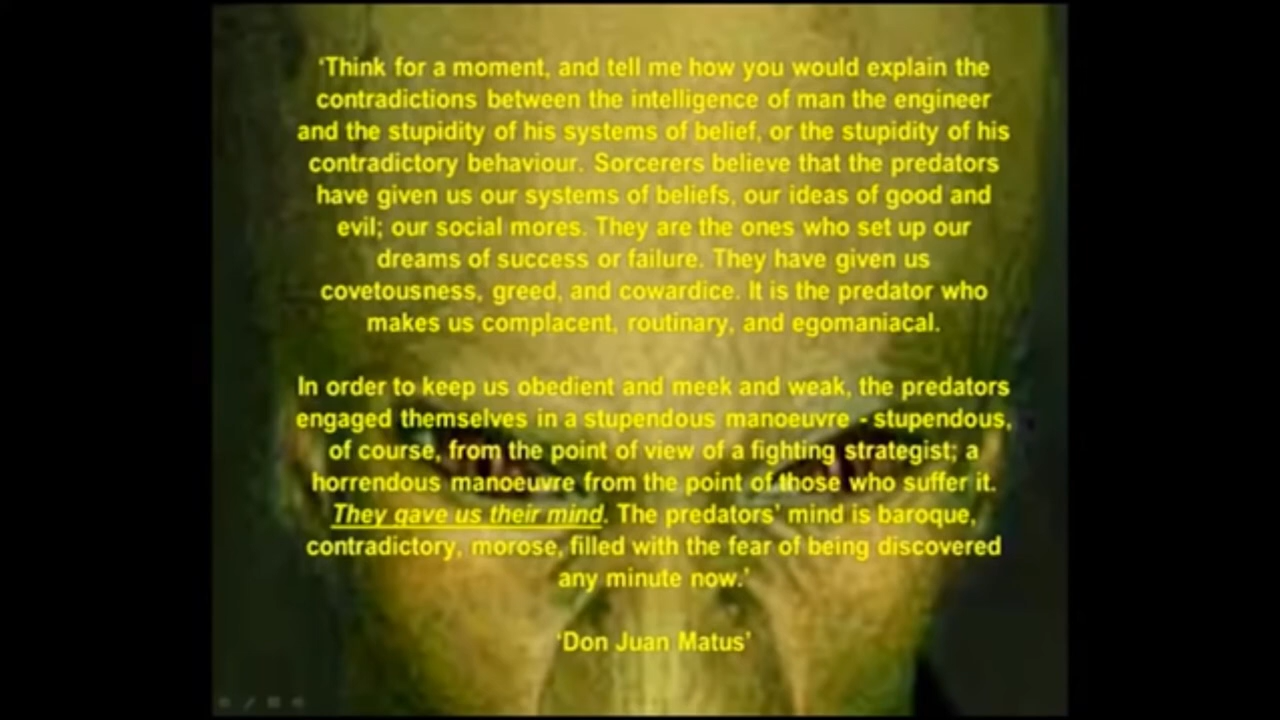 ‘Think for a moment, and tell me how you would explain the
contradictions between the intelligence of man the engineer
and the stupidity of his systems of belief, or the stupidity of his
contradictory behaviour. Sorcerers believe that the predators
have given us our systems of beliefs, our ideas of good and
evil; our social mores. They are the ones who set up our
dreams of success or failure. They have given us
covetousness, greed, and cowardice. It is the predator who
makes us complacent, routinary, and egomaniacal.
In order to keep us obedient and meek and weak, the predators
engaged themselves in a stupendous manoeuvre - stupendous,
of course, from the point of view of a fighting strategist; a
horrendous manoeuvre from the point of those who suffer it.
They gave us their mind. The predators’ mind is baroque,
contradictory, morose, filled with the fear of being discovered
any minute now.’
‘Don Juan Matus’